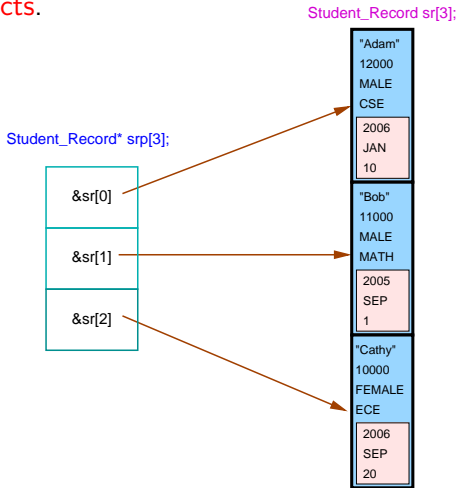 cts.
Student_Record sr[3];
Student_Record* srp[3];
&sr[0]
&sr[1]
&sr[2]
"Adam"
12000
MALE
CSE
2006
JAN
10
"Bob"
11000
MALE
MATH
2005
SEP
1
"Cathy"
10000
FEMALE
ECE
2006
SEP
20